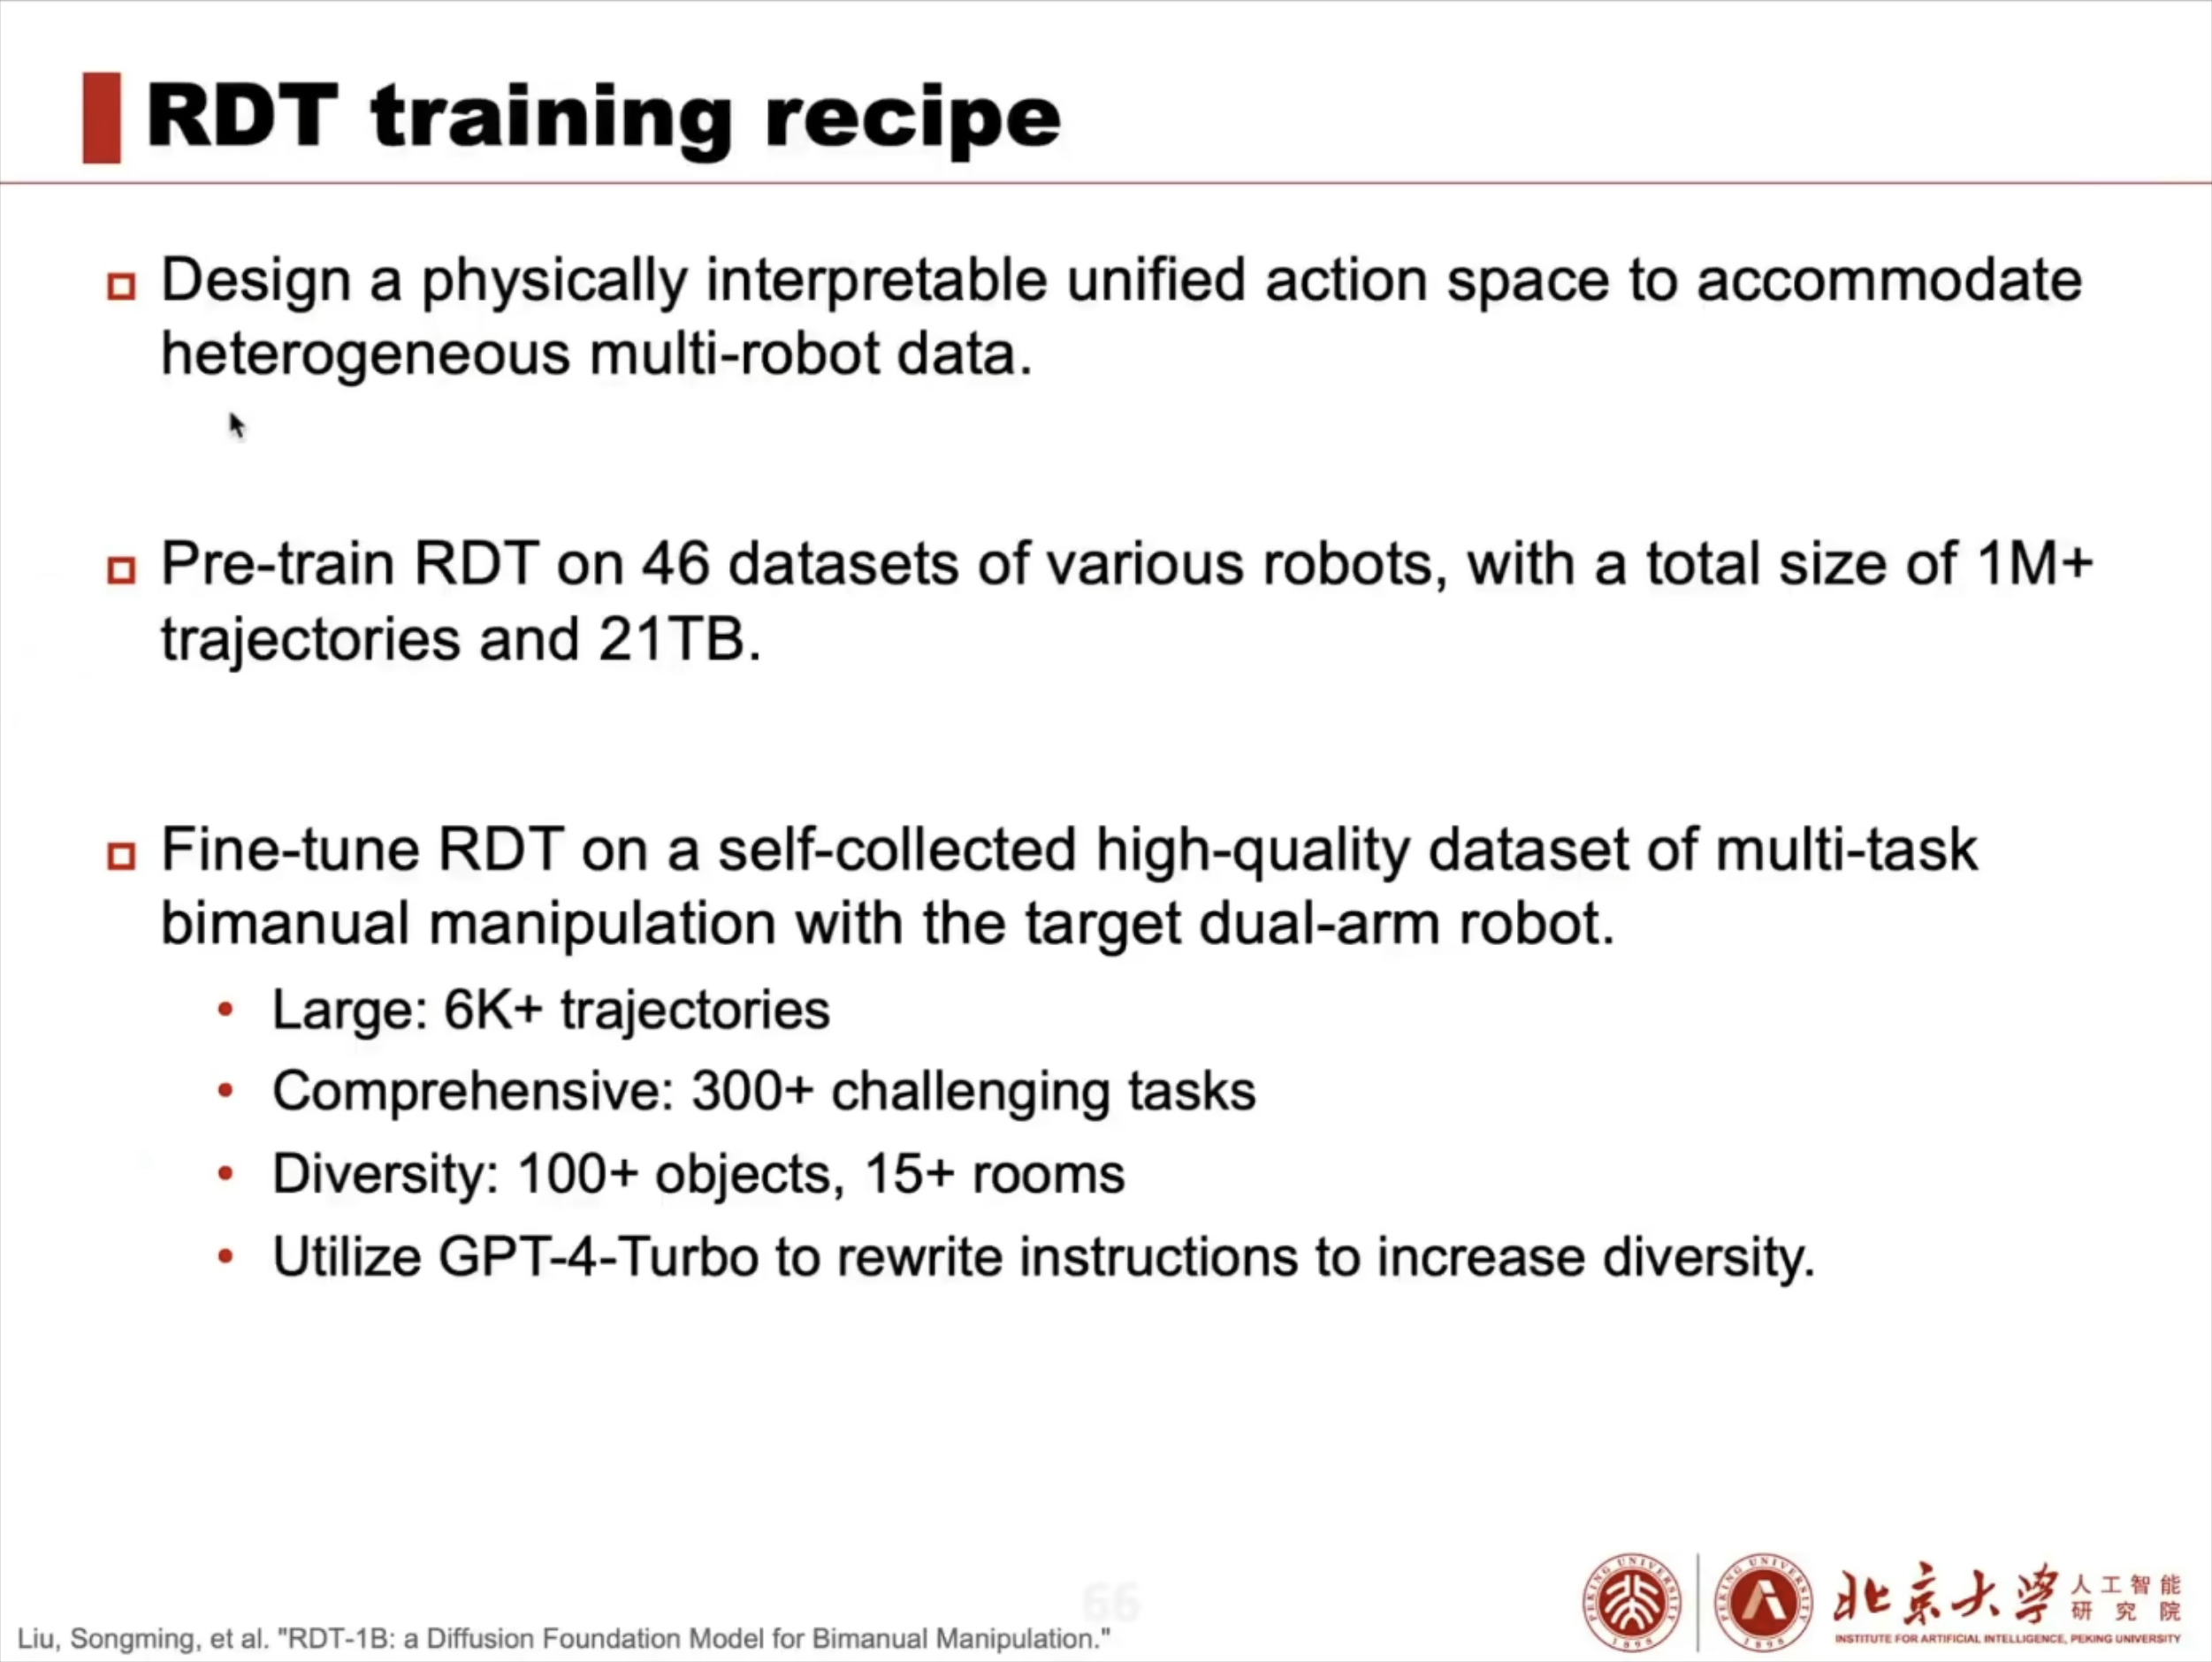 RDT training recipe
Design a physically interpretable unified action space to accommodate
heterogeneous multi-robot data.
Pre-train RDT on 46 datasets of various robots, with a total size of 1M+
trajectories and 21TB.
Fine-tune RDT on a self-collected high-quality dataset of multi-task
bimanual manipulation with the target dual-arm robot.
• Large: 6K+ trajectories
• Comprehensive: 300+ challenging tasks
• Diversity: 100+ objects, 15+ rooms
• Utilize GPT-4-Turbo to rewrite instructions to increase diversity.
66
Liu, Songming, et al. "RDT-1B: a Diffusion Foundation Model for Bimanual Manipulation."
PEKING UNIVERSITY
1898
PEKING UNIVERSITY
1898
北京大学
人工智能
研究院
INSTITUTE FOR ARTIFICIAL INTELLIGENCE, PEKING UNIVERSITY